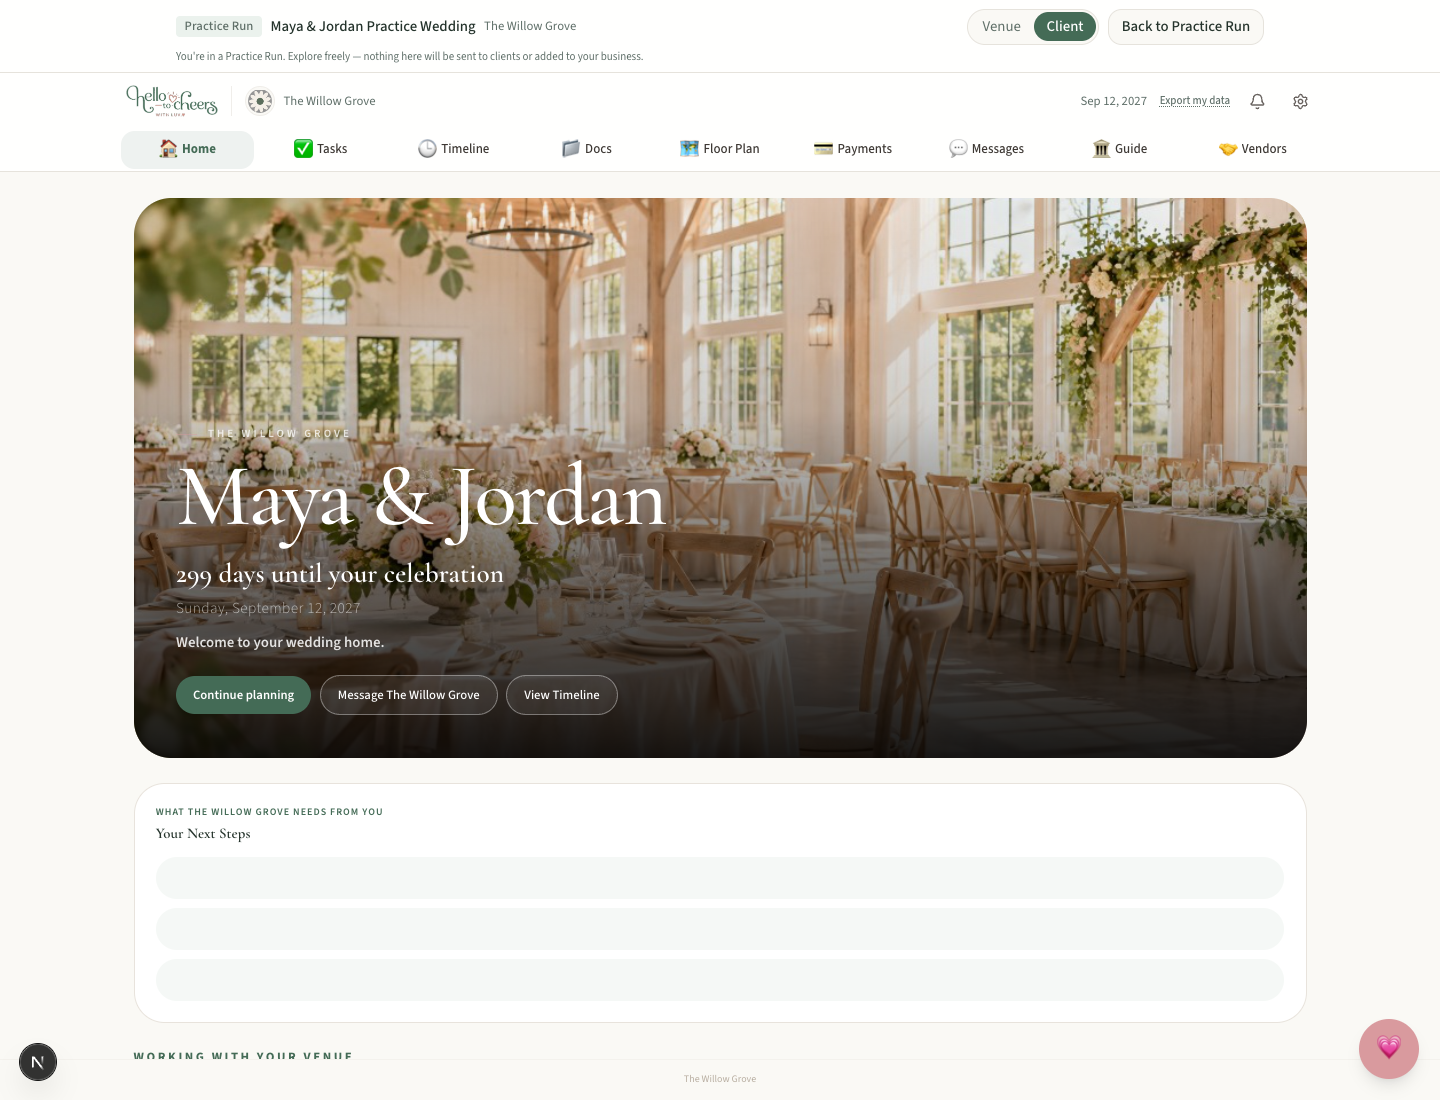 Practice Run Maya & Jordan Practice Wedding The Willow Grove Venue Client Back to Practice Run
You're in a Practice Run. Explore freely — nothing here will be sent to clients or added to your business.
hello to cheers
WITH LUVIE
The Willow Grove Sep 12, 2027 Export my data
Home Tasks Timeline Docs Floor Plan Payments Messages Guide Vendors
THE WILLOW GROVE
Maya & Jordan
299 days until your celebration
Sunday, September 12, 2027
Welcome to your wedding home.
Continue planning Message The Willow Grove View Timeline
WHAT THE WILLOW GROVE NEEDS FROM YOU
Your Next Steps
WORKING WITH YOUR VENUE
N
The Willow Grove